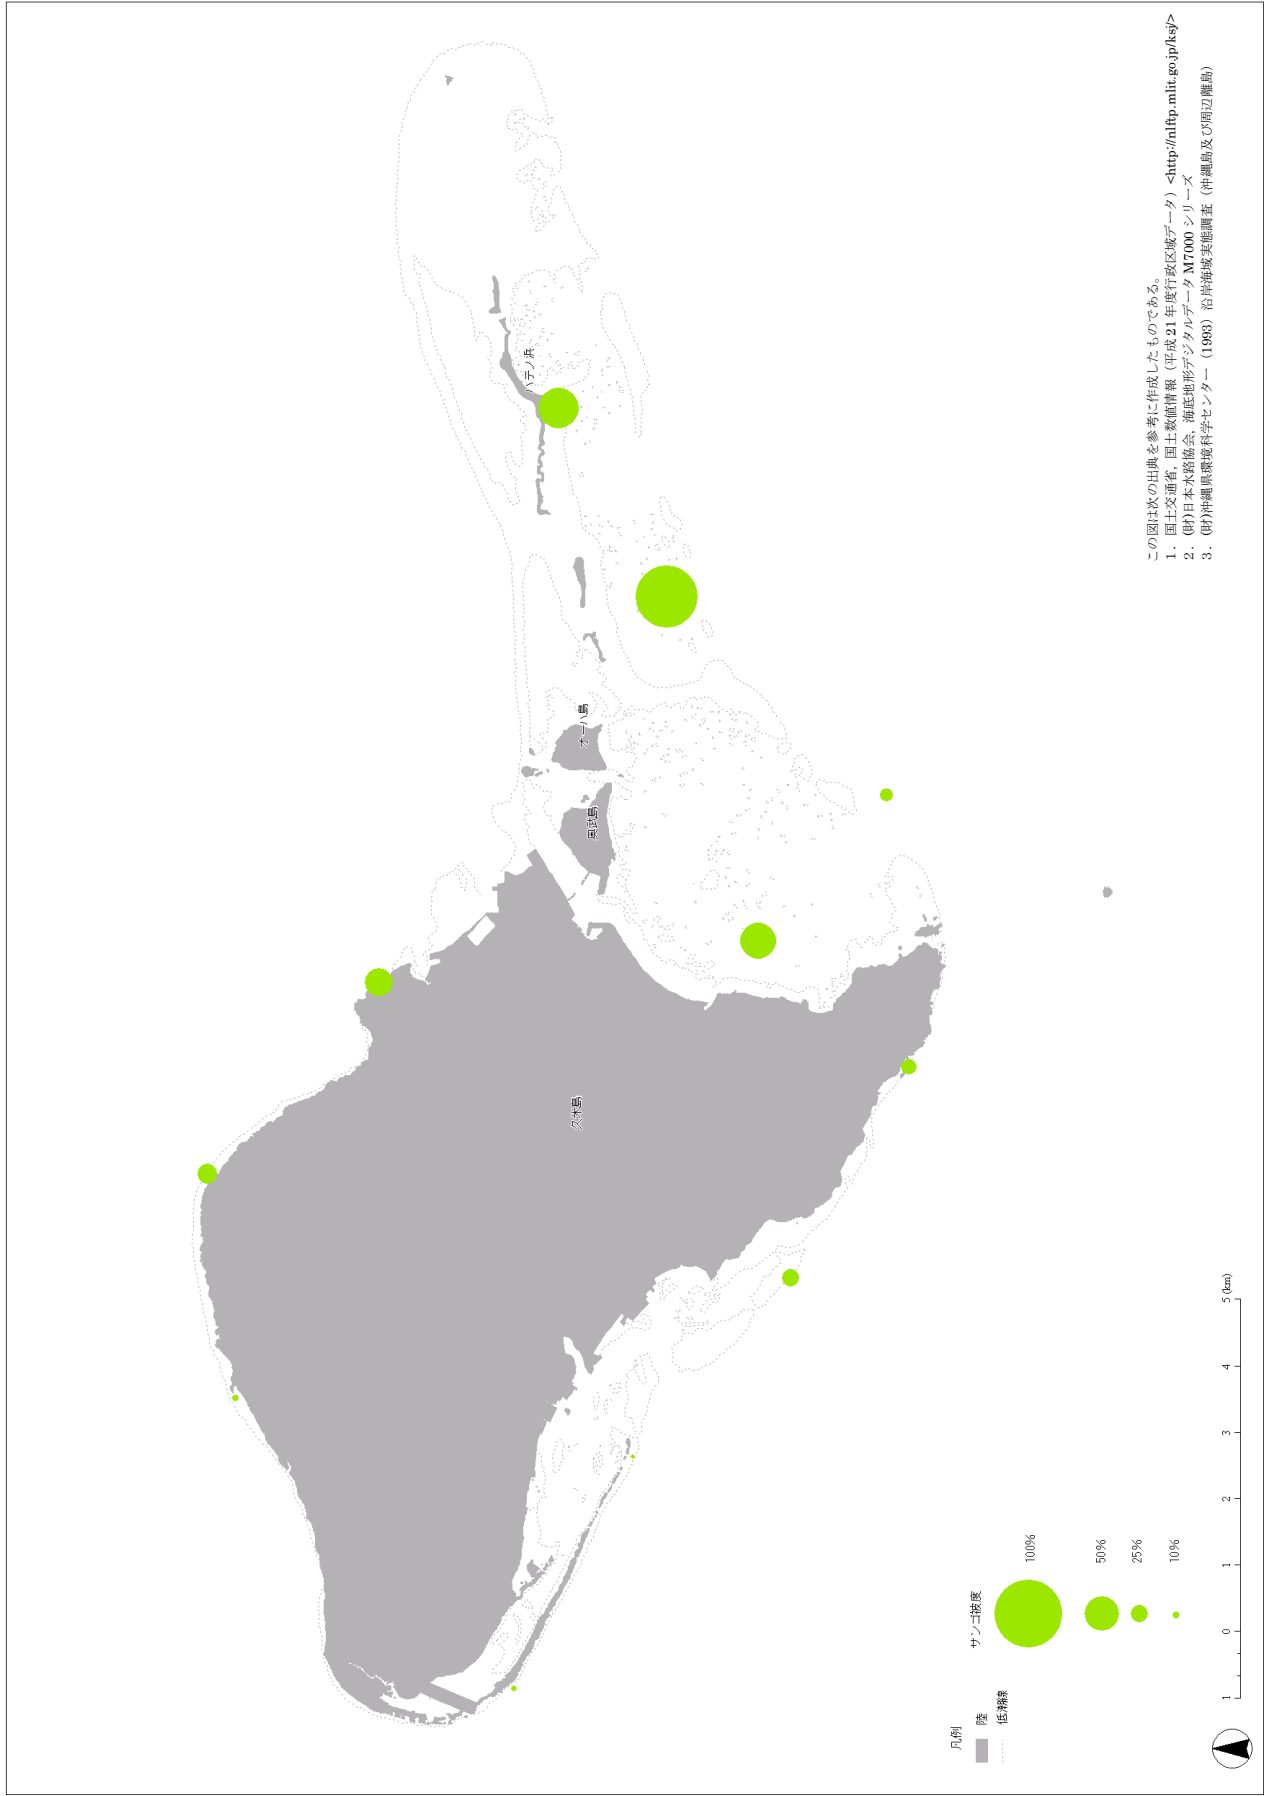 この図は次の出典を参考に作成したものである。
1. 国土交通省, 国土数値情報（平成21年度行政区域データ）<http://nlftp.mlit.go.jp/ksj/>
2. (財)日本水路協会, 海底地形デジタルデータ M7000 シリーズ
3. (財)沖縄県環境科学センター (1993) 沿岸海域実態調査（沖縄島及び周辺離島）
ハテノ浜
オーハ島
奥武島
久米島
凡例
陸
低潮線
サンゴ被度
100%
50%
25%
10%
1 0 1 2 3 4 5 (km)